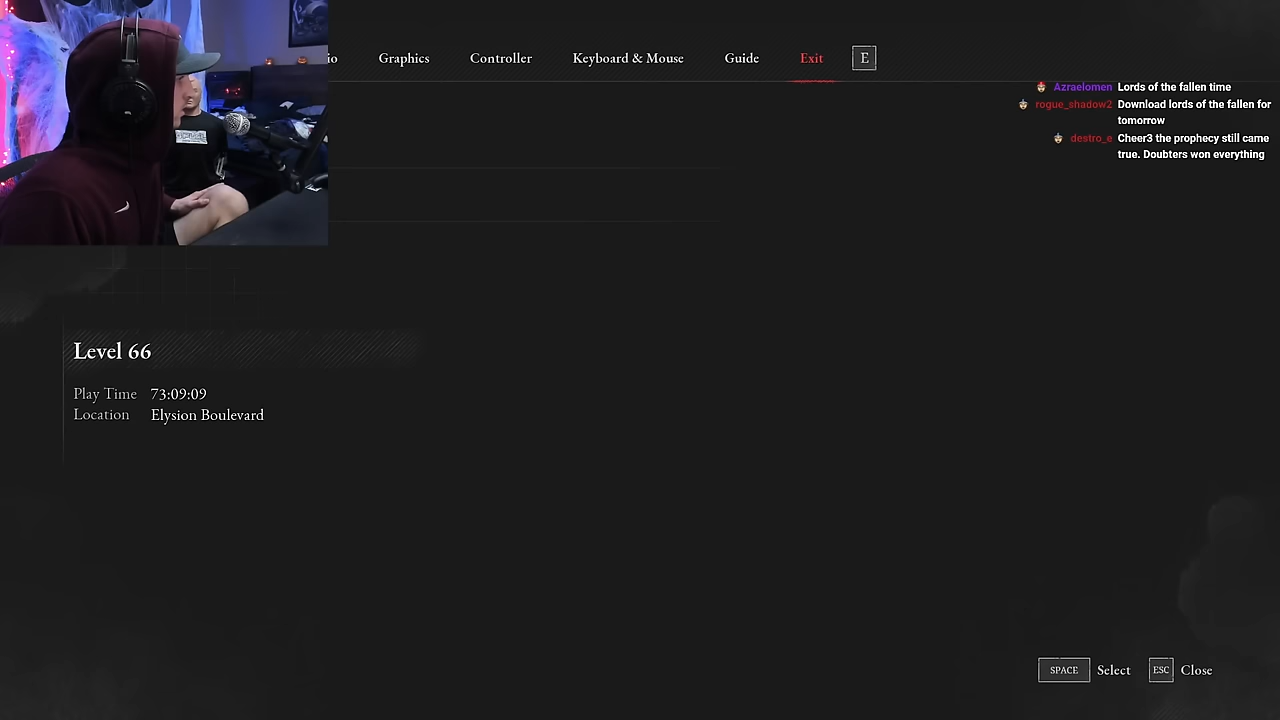 io Graphics Controller Keyboard & Mouse Guide Exit E
Azraelomen Lords of the fallen time
rogue_shadow2 Download lords of the fallen for
tomorrow
destro_e Cheer3 the prophecy still came
true. Doubters won everything
Level 66
Play Time 73:09:09
Location Elysion Boulevard
SPACE Select ESC Close